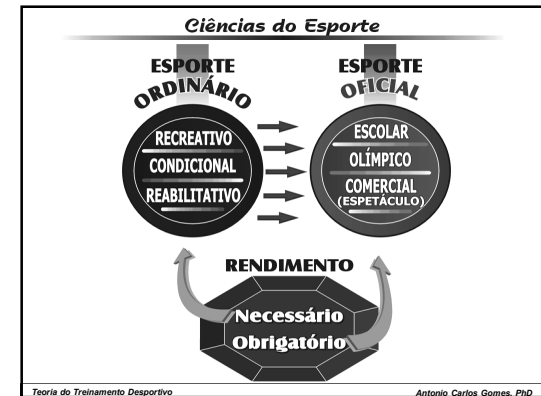 Ciências do Esporte
ESPORTE
ORDINÁRIO
RECREATIVO
CONDICIONAL
REABILITATIVO
ESPORTE
OFICIAL
ESCOLAR
OLÍMPICO
COMERCIAL
(ESPETÁCULO)
RENDIMENTO
Necessário
Obrigatório
Teoria do Treinamento Desportivo
Antonio Carlos Gomes, PhD